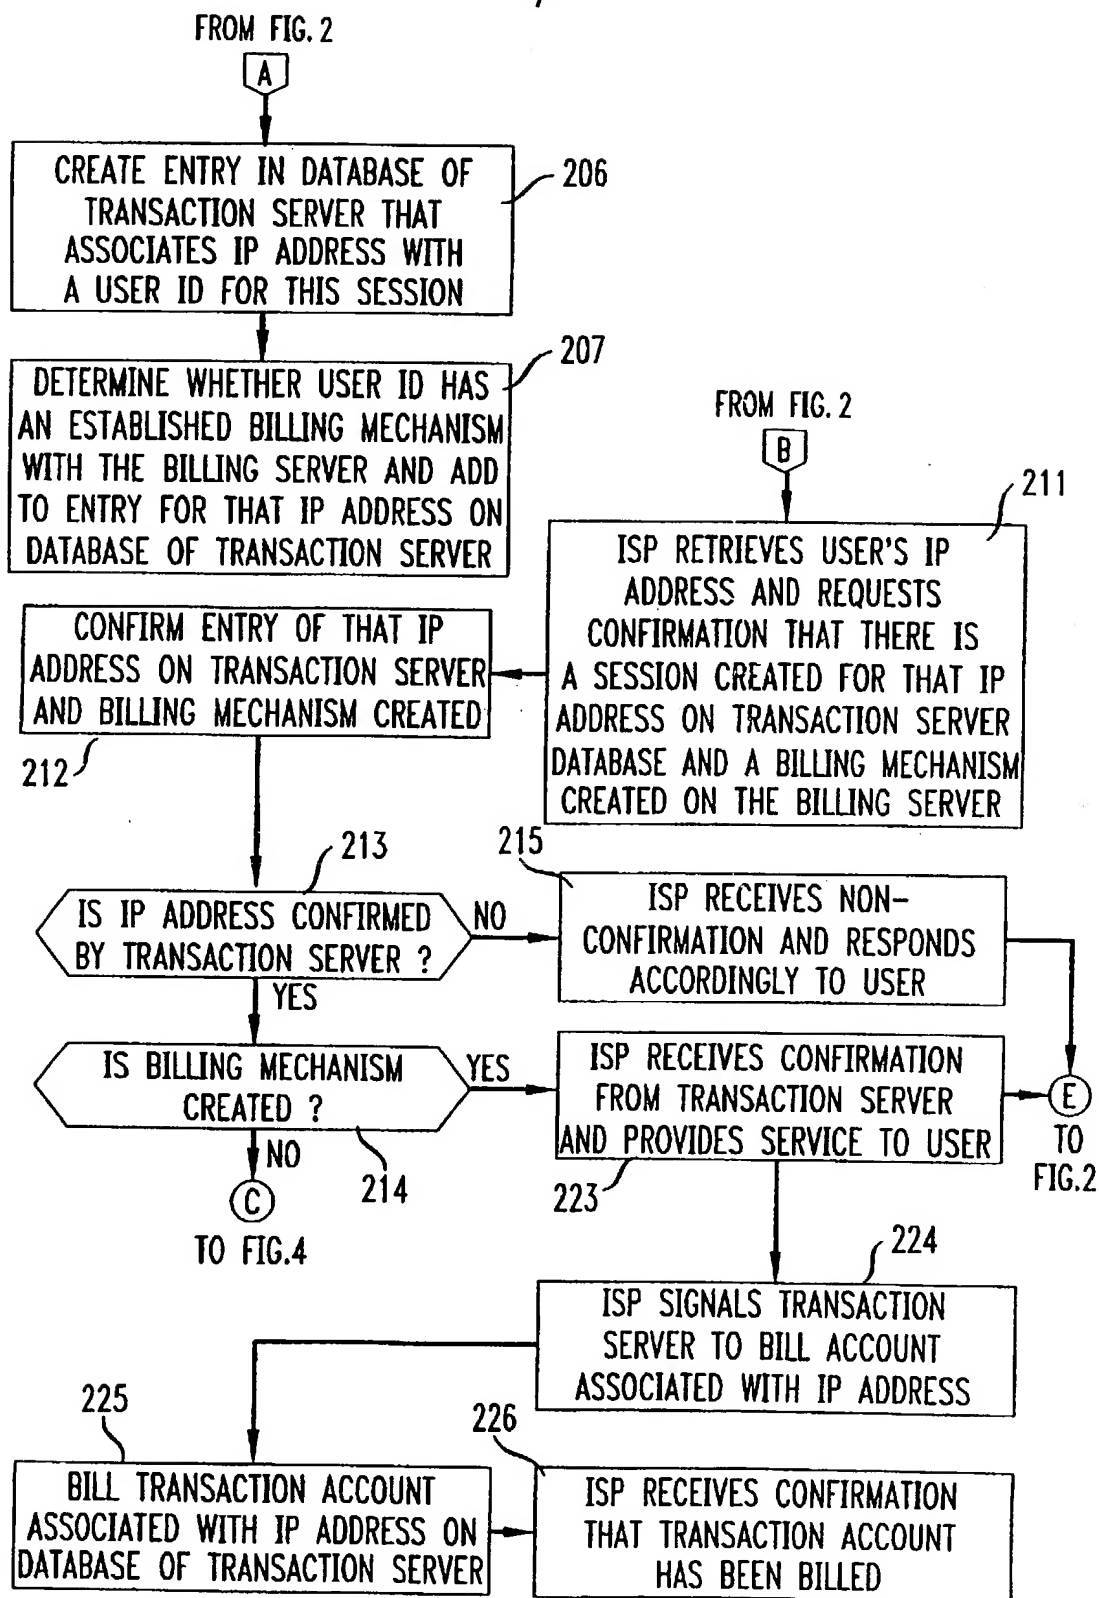 FROM FIG. 2
A
CREATE ENTRY IN DATABASE OF
TRANSACTION SERVER THAT
ASSOCIATES IP ADDRESS WITH
A USER ID FOR THIS SESSION
206
DETERMINE WHETHER USER ID HAS
AN ESTABLISHED BILLING MECHANISM
WITH THE BILLING SERVER AND ADD
TO ENTRY FOR THAT IP ADDRESS ON
DATABASE OF TRANSACTION SERVER
207
FROM FIG. 2
B
211
ISP RETRIEVES USER'S IP
ADDRESS AND REQUESTS
CONFIRMATION THAT THERE IS
A SESSION CREATED FOR THAT IP
ADDRESS ON TRANSACTION SERVER
DATABASE AND A BILLING MECHANISM
CREATED ON THE BILLING SERVER
CONFIRM ENTRY OF THAT IP
ADDRESS ON TRANSACTION SERVER
AND BILLING MECHANISM CREATED
212
213
IS IP ADDRESS CONFIRMED
BY TRANSACTION SERVER ?
NO
YES
215
ISP RECEIVES NON-
CONFIRMATION AND RESPONDS
ACCORDINGLY TO USER
IS BILLING MECHANISM
CREATED ?
YES
NO
214
C
TO FIG.4
ISP RECEIVES CONFIRMATION
FROM TRANSACTION SERVER
AND PROVIDES SERVICE TO USER
223
E
TO
FIG.2
224
ISP SIGNALS TRANSACTION
SERVER TO BILL ACCOUNT
ASSOCIATED WITH IP ADDRESS
225
BILL TRANSACTION ACCOUNT
ASSOCIATED WITH IP ADDRESS ON
DATABASE OF TRANSACTION SERVER
226
ISP RECEIVES CONFIRMATION
THAT TRANSACTION ACCOUNT
HAS BEEN BILLED